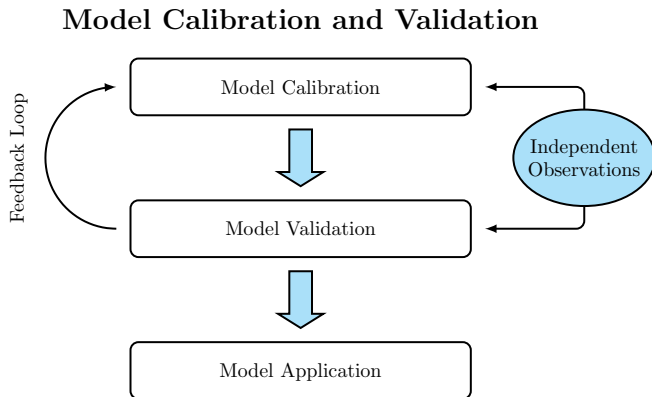 Model Calibration and Validation
Model Calibration
Feedback Loop
Independent
Observations
Model Validation
Model Application